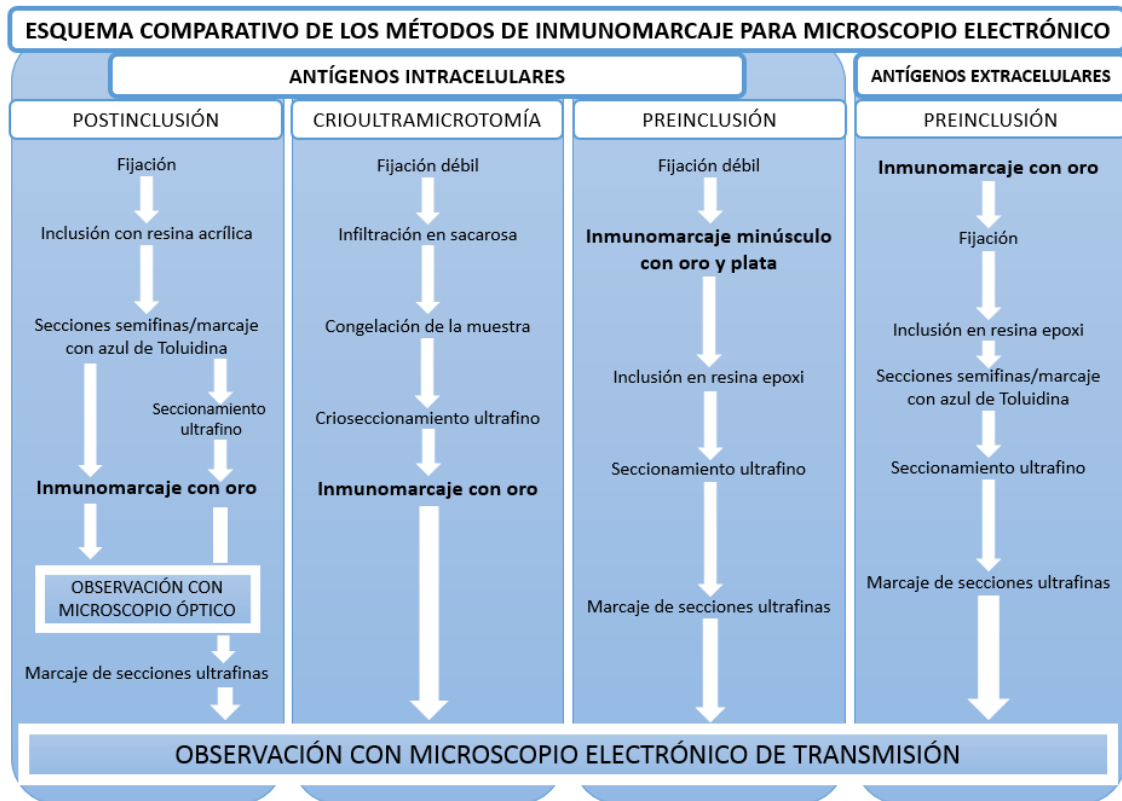 ESQUEMA COMPARATIVO DE LOS MÉTODOS DE INMUNOMARCAJE PARA MICROSCOPIO ELECTRÓNICO
ANTÍGENOS INTRACELULARES
ANTÍGENOS EXTRACELULARES
POSTINCLUSIÓN
Fijación
Inclusión con resina acrílica
Secciones semifinas/marcaje
con azul de Toluidina
Seccionamiento
ultrafino
Inmunomarcaje con oro
OBSERVACIÓN CON
MICROSCOPIO ÓPTICO
Marcaje de secciones ultrafinas
CRIOULTRAMICROTOMÍA
Fijación débil
Infiltración en sacarosa
Congelación de la muestra
Crioseccionamiento ultrafino
Inmunomarcaje con oro
PREINCLUSIÓN
Fijación débil
Inmunomarcaje minúsculo
con oro y plata
Inclusión en resina epoxi
Seccionamiento ultrafino
Marcaje de secciones ultrafinas
PREINCLUSIÓN
Inmunomarcaje con oro
Fijación
Inclusión en resina epoxi
Secciones semifinas/marcaje
con azul de Toluidina
Seccionamiento ultrafino
Marcaje de secciones ultrafinas
OBSERVACIÓN CON MICROSCOPIO ELECTRÓNICO DE TRANSMISIÓN